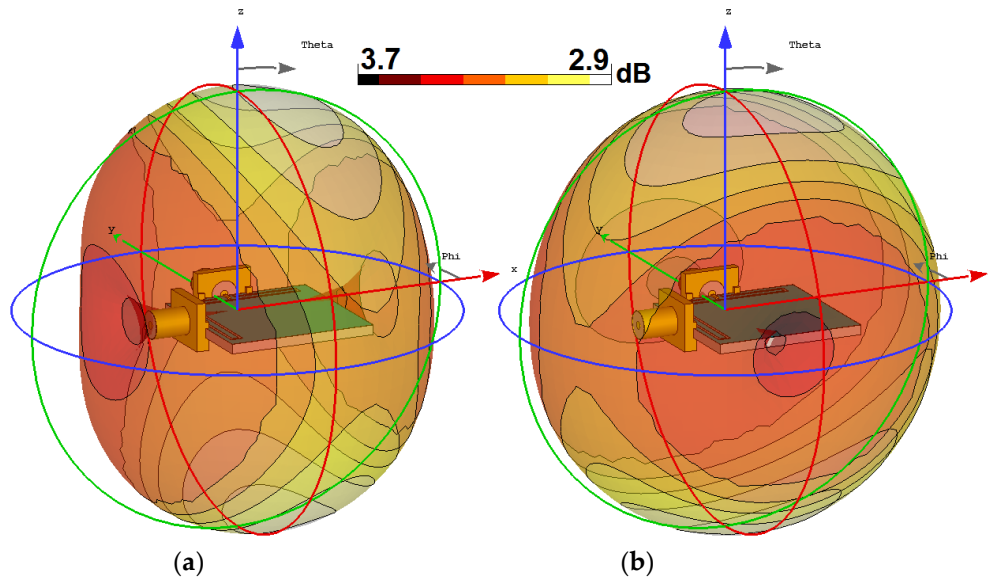 z
Theta
3.7 2.9 dB
z
Theta
y
Phi
x
y
Phi
x
(a)
(b)